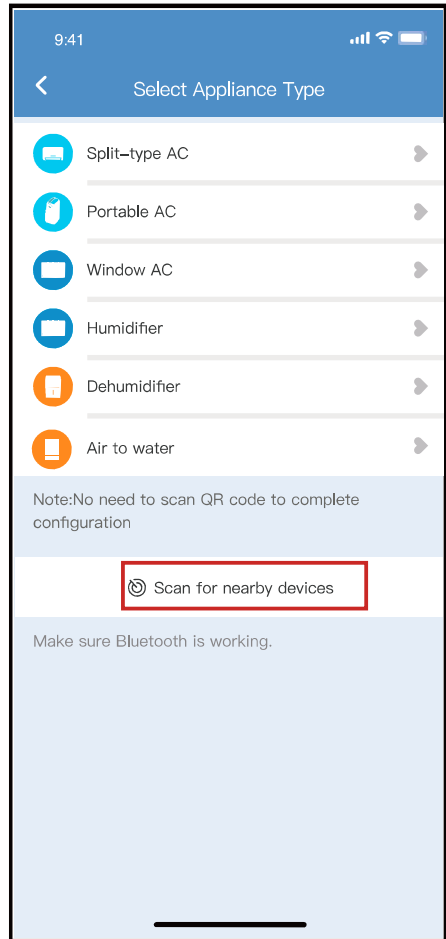 9:41
Select Appliance Type
Split–type AC
Portable AC
Window AC
Humidifier
Dehumidifier
Air to water
Note:No need to scan QR code to complete
configuration
Scan for nearby devices
Make sure Bluetooth is working.